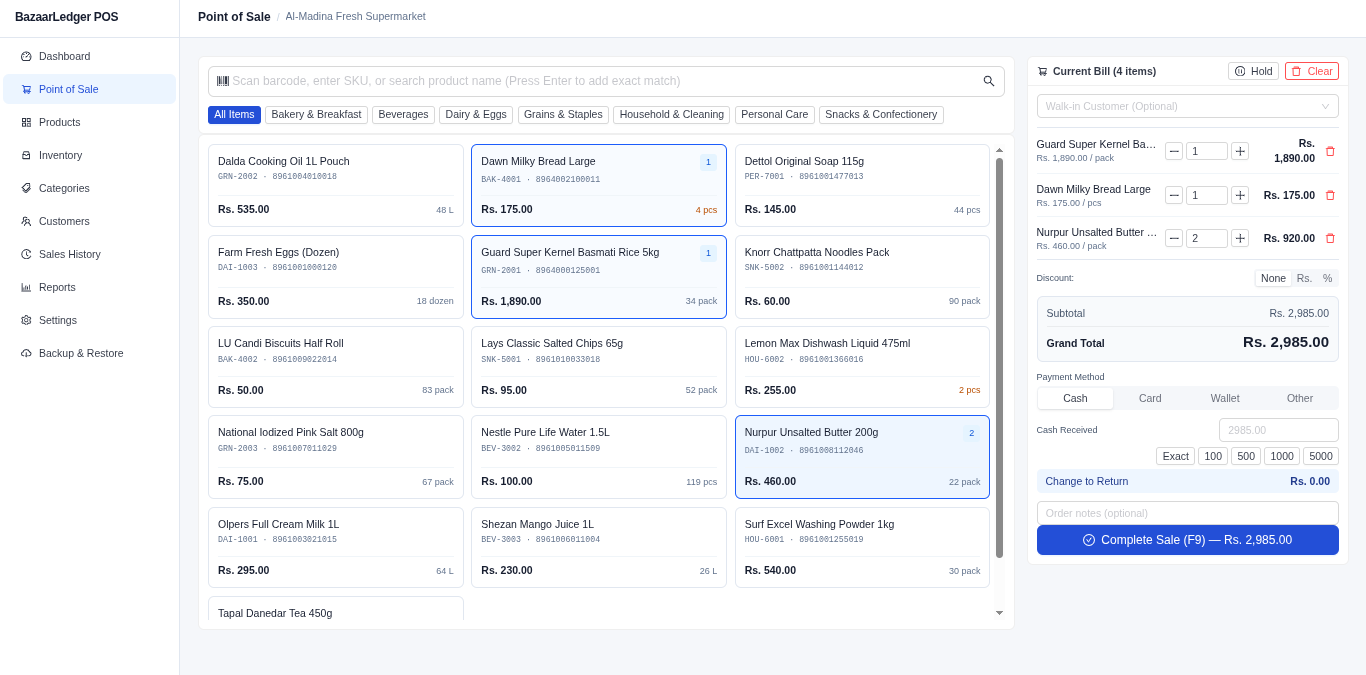 BazaarLedger POS
Dashboard
Point of Sale
Products
Inventory
Categories
Customers
Sales History
Reports
Settings
Backup & Restore
Point of Sale / Al-Madina Fresh Supermarket
Scan barcode, enter SKU, or search product name (Press Enter to add exact match)
All Items Bakery & Breakfast Beverages Dairy & Eggs Grains & Staples Household & Cleaning Personal Care Snacks & Confectionery
Dalda Cooking Oil 1L Pouch
GRN-2002 · 8961004010018
Rs. 535.00 48 L
Dawn Milky Bread Large 1
BAK-4001 · 8964002100011
Rs. 175.00 4 pcs
Dettol Original Soap 115g
PER-7001 · 8961001477013
Rs. 145.00 44 pcs
Farm Fresh Eggs (Dozen)
DAI-1003 · 8961001000120
Rs. 350.00 18 dozen
Guard Super Kernel Basmati Rice 5kg 1
GRN-2001 · 8964000125001
Rs. 1,890.00 34 pack
Knorr Chattpatta Noodles Pack
SNK-5002 · 8961001144012
Rs. 60.00 90 pack
LU Candi Biscuits Half Roll
BAK-4002 · 8961009022014
Rs. 50.00 83 pack
Lays Classic Salted Chips 65g
SNK-5001 · 8961010033018
Rs. 95.00 52 pack
Lemon Max Dishwash Liquid 475ml
HOU-6002 · 8961001366016
Rs. 255.00 2 pcs
National Iodized Pink Salt 800g
GRN-2003 · 8961007011029
Rs. 75.00 67 pack
Nestle Pure Life Water 1.5L
BEV-3002 · 8961005011509
Rs. 100.00 119 pcs
Nurpur Unsalted Butter 200g 2
DAI-1002 · 8961008112046
Rs. 460.00 22 pack
Olpers Full Cream Milk 1L
DAI-1001 · 8961003021015
Rs. 295.00 64 L
Shezan Mango Juice 1L
BEV-3003 · 8961006011004
Rs. 230.00 26 L
Surf Excel Washing Powder 1kg
HOU-6001 · 8961001255019
Rs. 540.00 30 pack
Tapal Danedar Tea 450g
Current Bill (4 items) Hold Clear
Walk-in Customer (Optional)
Guard Super Kernel Ba... 1 Rs. 1,890.00
Rs. 1,890.00 / pack
Dawn Milky Bread Large 1 Rs. 175.00
Rs. 175.00 / pcs
Nurpur Unsalted Butter ... 2 Rs. 920.00
Rs. 460.00 / pack
Discount: None Rs. %
Subtotal Rs. 2,985.00
Grand Total Rs. 2,985.00
Payment Method
Cash Card Wallet Other
Cash Received 2985.00
Exact 100 500 1000 5000
Change to Return Rs. 0.00
Order notes (optional)
Complete Sale (F9) — Rs. 2,985.00